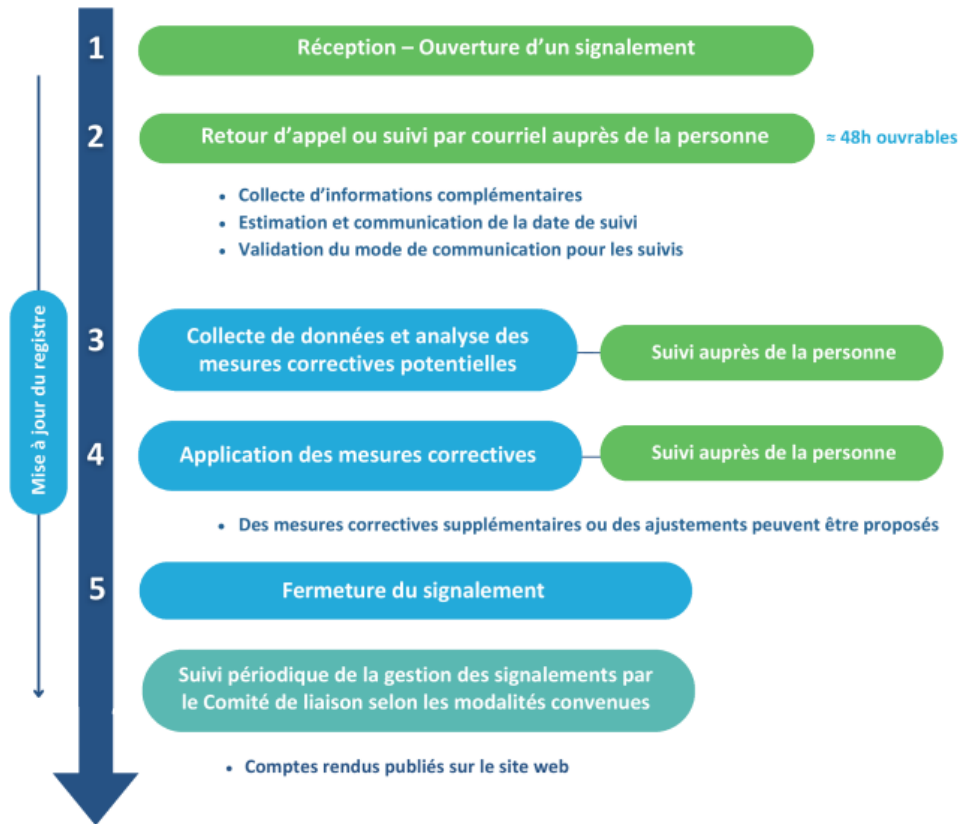 1
Réception – Ouverture d’un signalement
2
Retour d’appel ou suivi par courriel auprès de la personne
≈ 48h ouvrables
• Collecte d’informations complémentaires
• Estimation et communication de la date de suivi
• Validation du mode de communication pour les suivis
Mise à jour du registre
3
Collecte de données et analyse des
mesures correctives potentielles
Suivi auprès de la personne
4
Application des mesures correctives
Suivi auprès de la personne
• Des mesures correctives supplémentaires ou des ajustements peuvent être proposés
5
Fermeture du signalement
Suivi périodique de la gestion des signalements par
le Comité de liaison selon les modalités convenues
• Comptes rendus publiés sur le site web